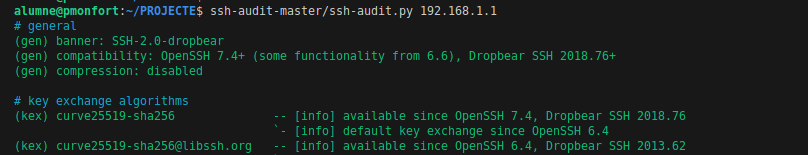 alumne@pmonfort:~/PROJECTE$ ssh-audit-master/ssh-audit.py 192.168.1.1
# general
(gen) banner: SSH-2.0-dropbear
(gen) compatibility: OpenSSH 7.4+ (some functionality from 6.6), Dropbear SSH 2018.76+
(gen) compression: disabled
# key exchange algorithms
(kex) curve25519-sha256 -- [info] available since OpenSSH 7.4, Dropbear SSH 2018.76
`- [info] default key exchange since OpenSSH 6.4
(kex) curve25519-sha256@libssh.org -- [info] available since OpenSSH 6.4, Dropbear SSH 2013.62